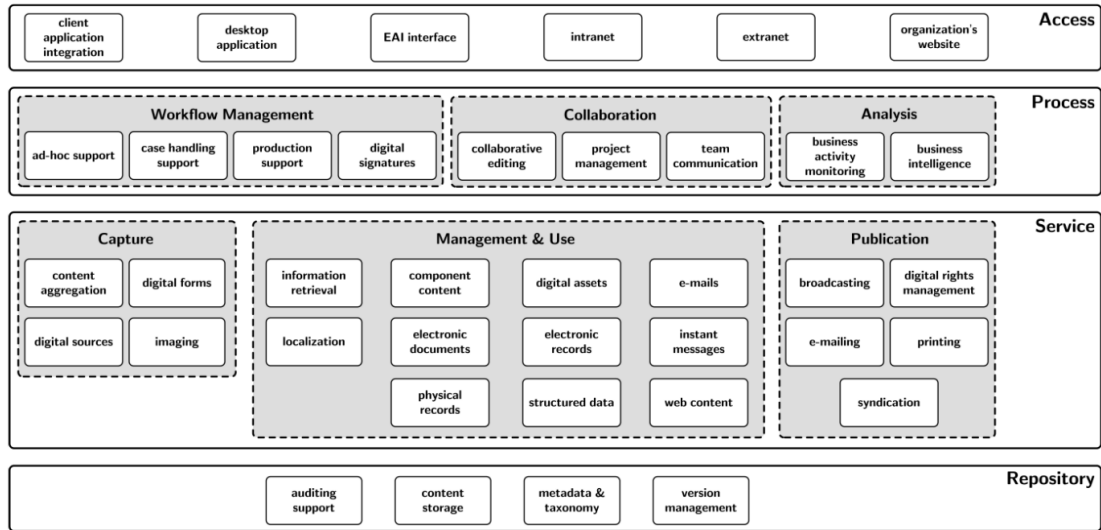 Access
client
application
integration
desktop
application
EAI interface
intranet
extranet
organization's
website
Process
Workflow Management
ad-hoc support
case handling
support
production
support
digital
signatures
Collaboration
collaborative
editing
project
management
team
communication
Analysis
business
activity
monitoring
business
intelligence
Service
Capture
content
aggregation
digital forms
digital sources
imaging
Management & Use
information
retrieval
component
content
digital assets
e-mails
localization
electronic
documents
electronic
records
instant
messages
physical
records
structured data
web content
Publication
broadcasting
digital rights
management
e-mailing
printing
syndication
Repository
auditing
support
content
storage
metadata &
taxonomy
version
management